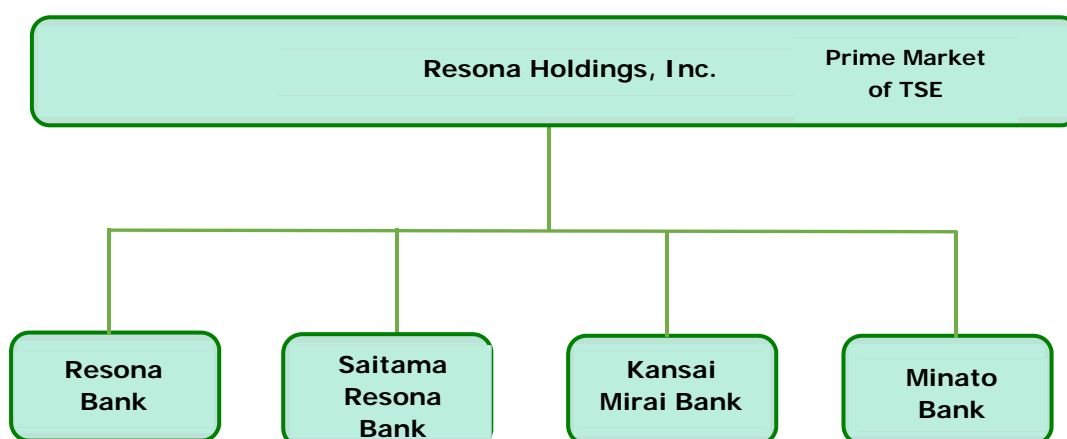 Resona Holdings, Inc.
Prime Market
of TSE
Resona
Bank
Saitama
Resona
Bank
Kansai
Mirai Bank
Minato
Bank